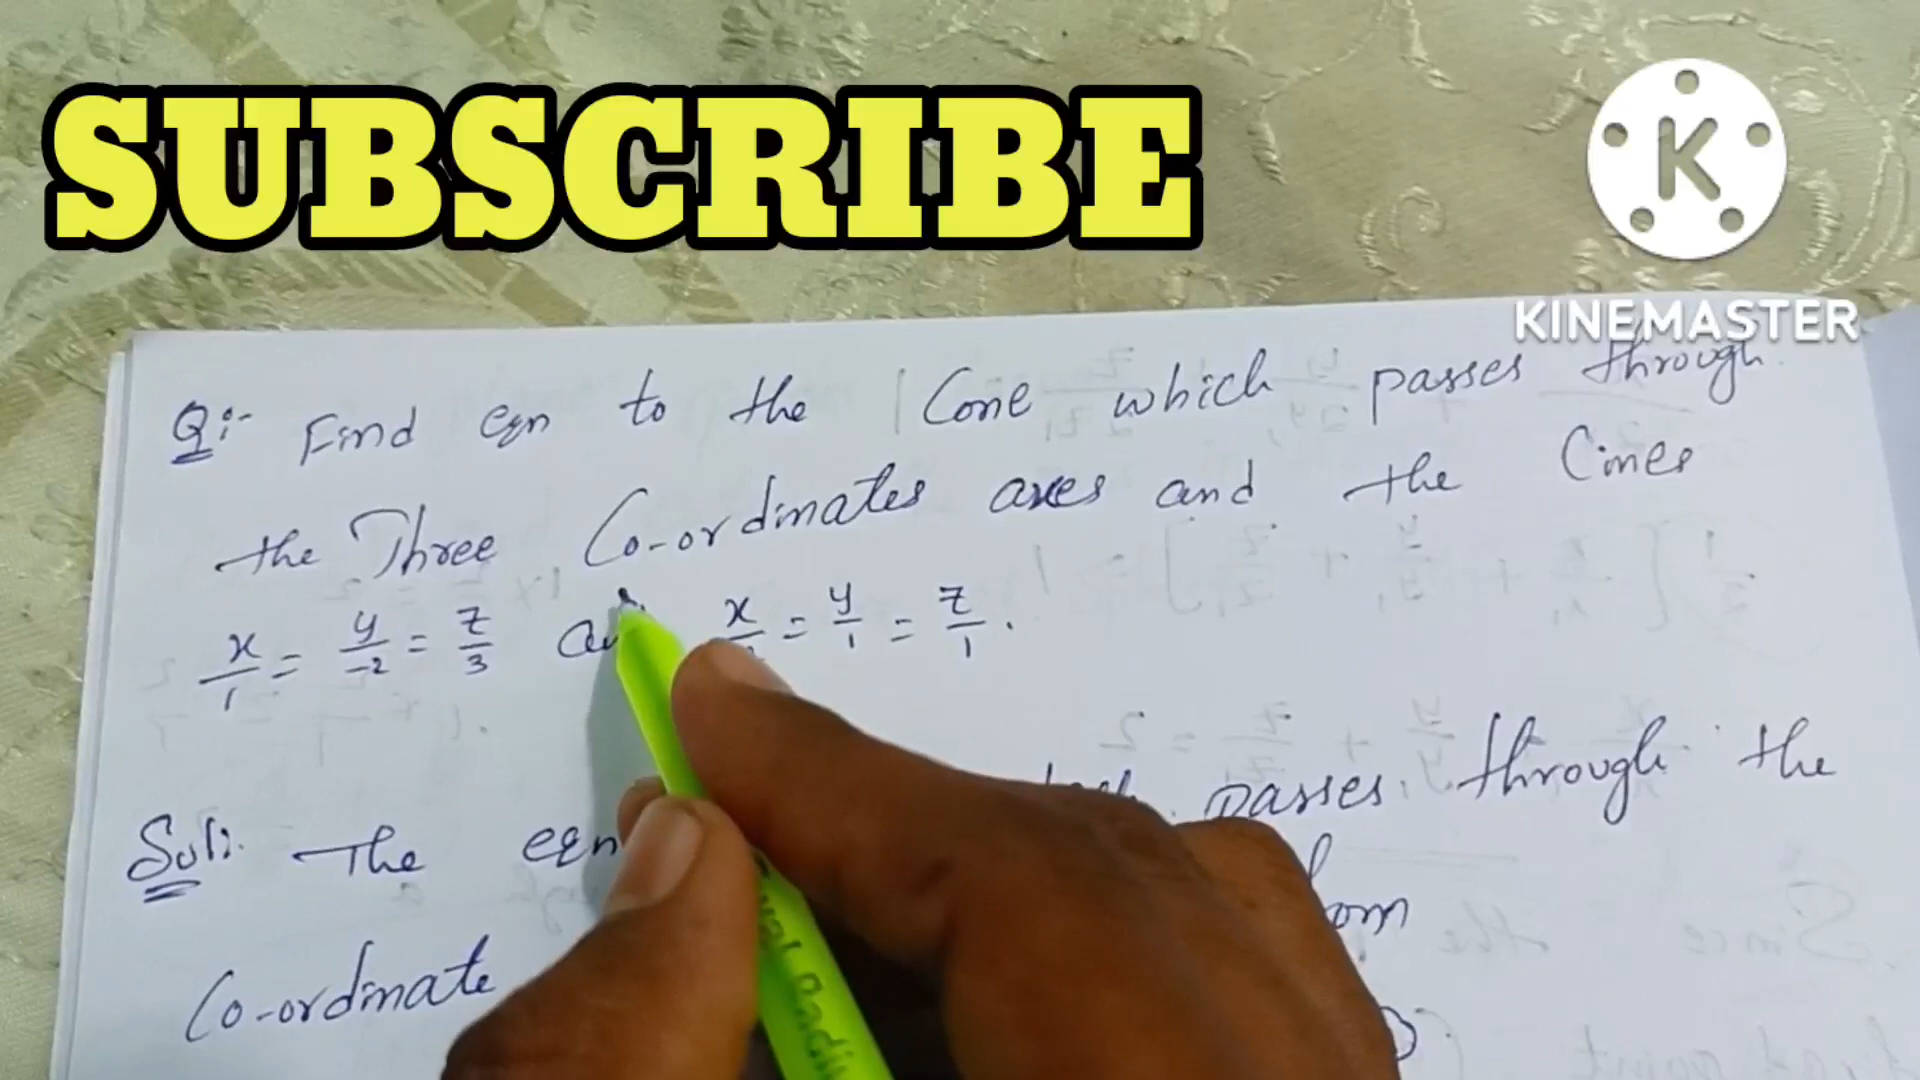 SUBSCRIBE
K
KINEMASTER
Q:- Find eqn to the Cone which passes through
the Three Co-ordinates axes and the lines
x/1 = y/-2 = z/3 and x/ = y/1 = z/1.
Sol: The eqn passes through the
Co-ordinate